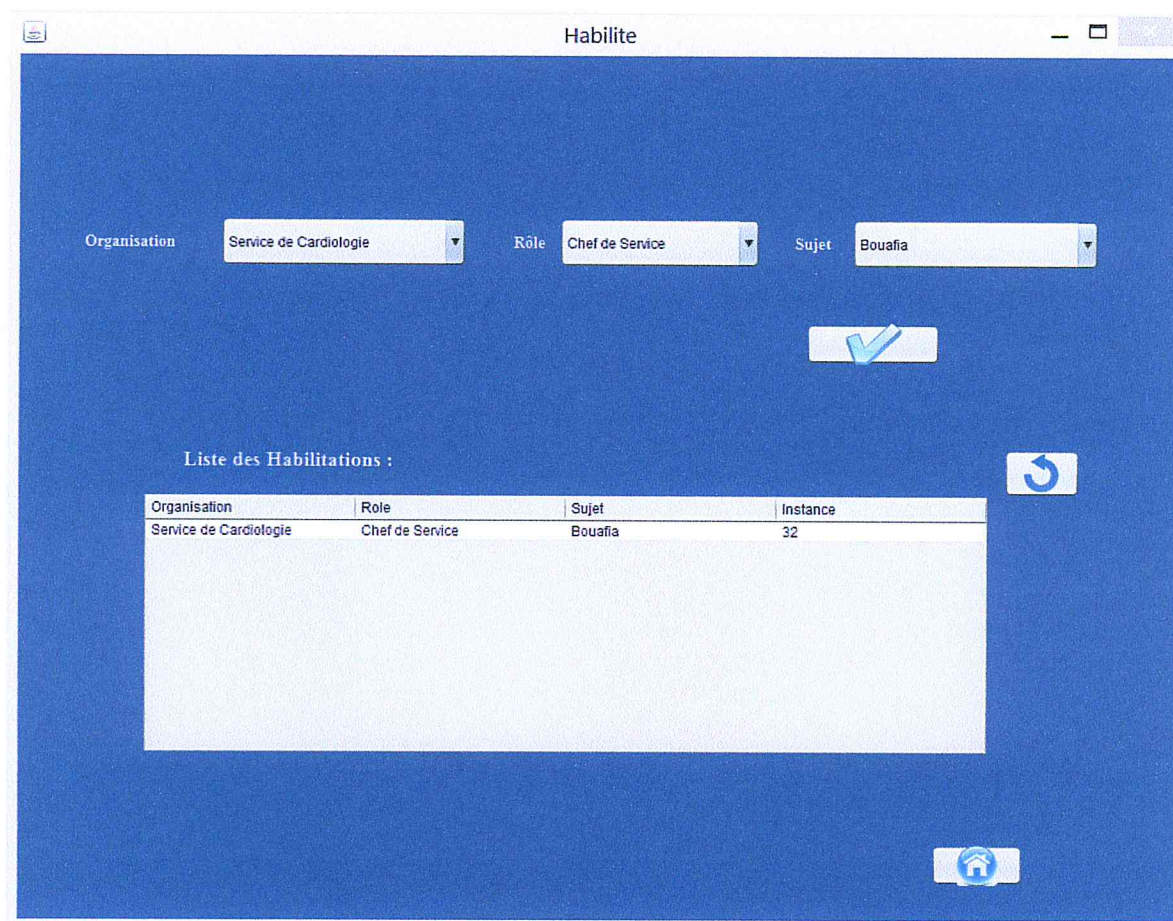 Habilite
Organisation Service de Cardiologie Rôle Chef de Service Sujet Bouafia
Liste des Habilitations :
Organisation Role Sujet Instance
Service de Cardiologie Chef de Service Bouafia 32